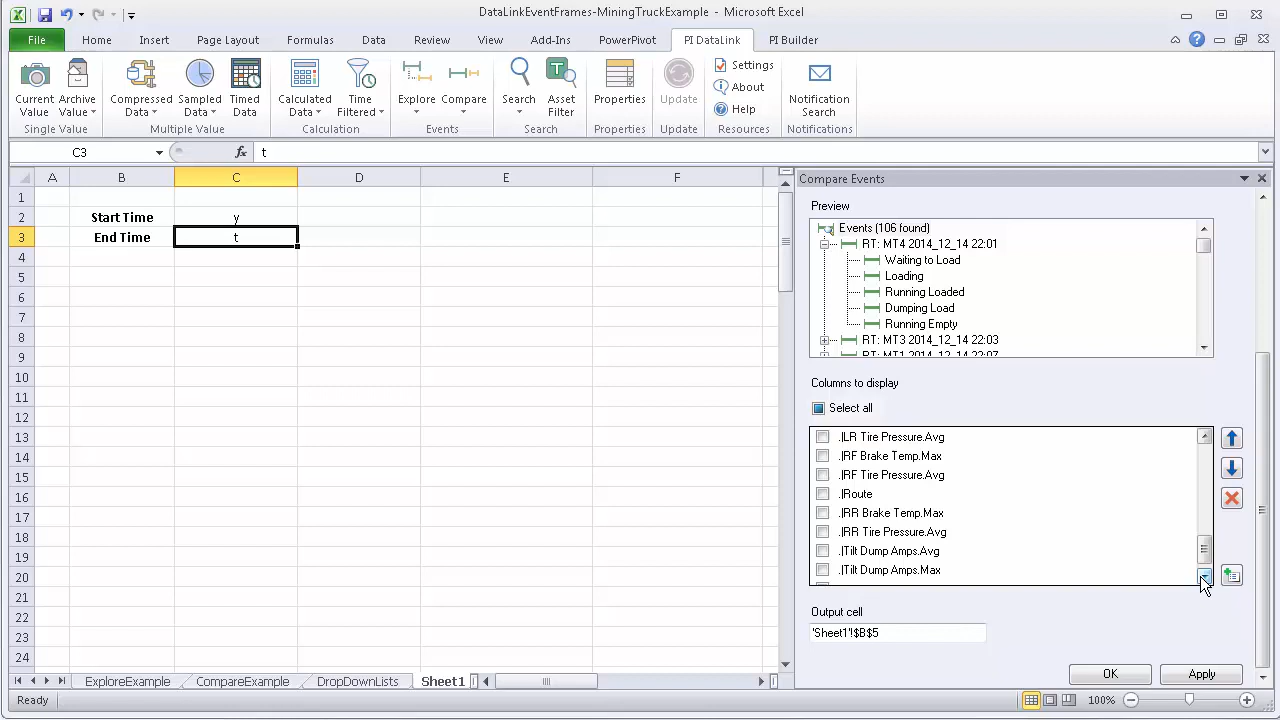 DataLinkEventFrames-MiningTruckExample - Microsoft Excel
File Home Insert Page Layout Formulas Data Review View Add-Ins PowerPivot PI DataLink PI Builder
Current Value
Archive Value
Compressed Data
Sampled Data
Timed Data
Calculated Data
Time Filtered
Explore
Compare
Search
Asset Filter
Properties
Update
Settings
About
Help
Notification Search
Single Value Multiple Value Calculation Events Search Properties Update Resources Notifications
C3 fx t
A B C D E F
1
2 Start Time y
3 End Time t
4
5
6
7
8
9
10
11
12
13
14
15
16
17
18
19
20
21
22
23
24
Compare Events
Preview
Events (106 found)
RT: MT4 2014_12_14 22:01
Waiting to Load
Loading
Running Loaded
Dumping Load
Running Empty
RT: MT3 2014_12_14 22:03
RT: MT1 2014_12_14 22:07
Columns to display
Select all
.|LR Tire Pressure.Avg
.|RF Brake Temp.Max
.|RF Tire Pressure.Avg
.|Route
.|RR Brake Temp.Max
.|RR Tire Pressure.Avg
.|Tilt Dump Amps.Avg
.|Tilt Dump Amps.Max
Output cell
'Sheet1'!$B$5
OK Apply
ExploreExample CompareExample DropDownLists Sheet1
Ready 100%